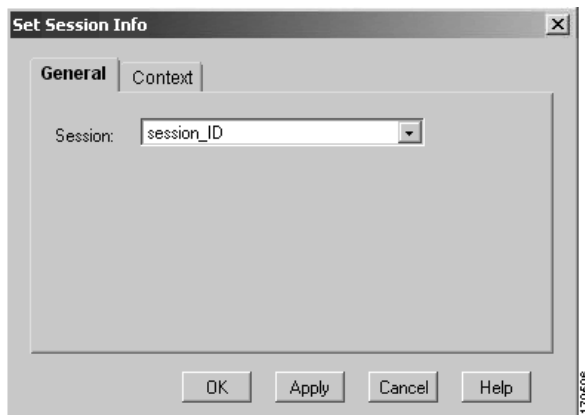 Set Session Info
General Context
Session: session_ID
OK Apply Cancel Help